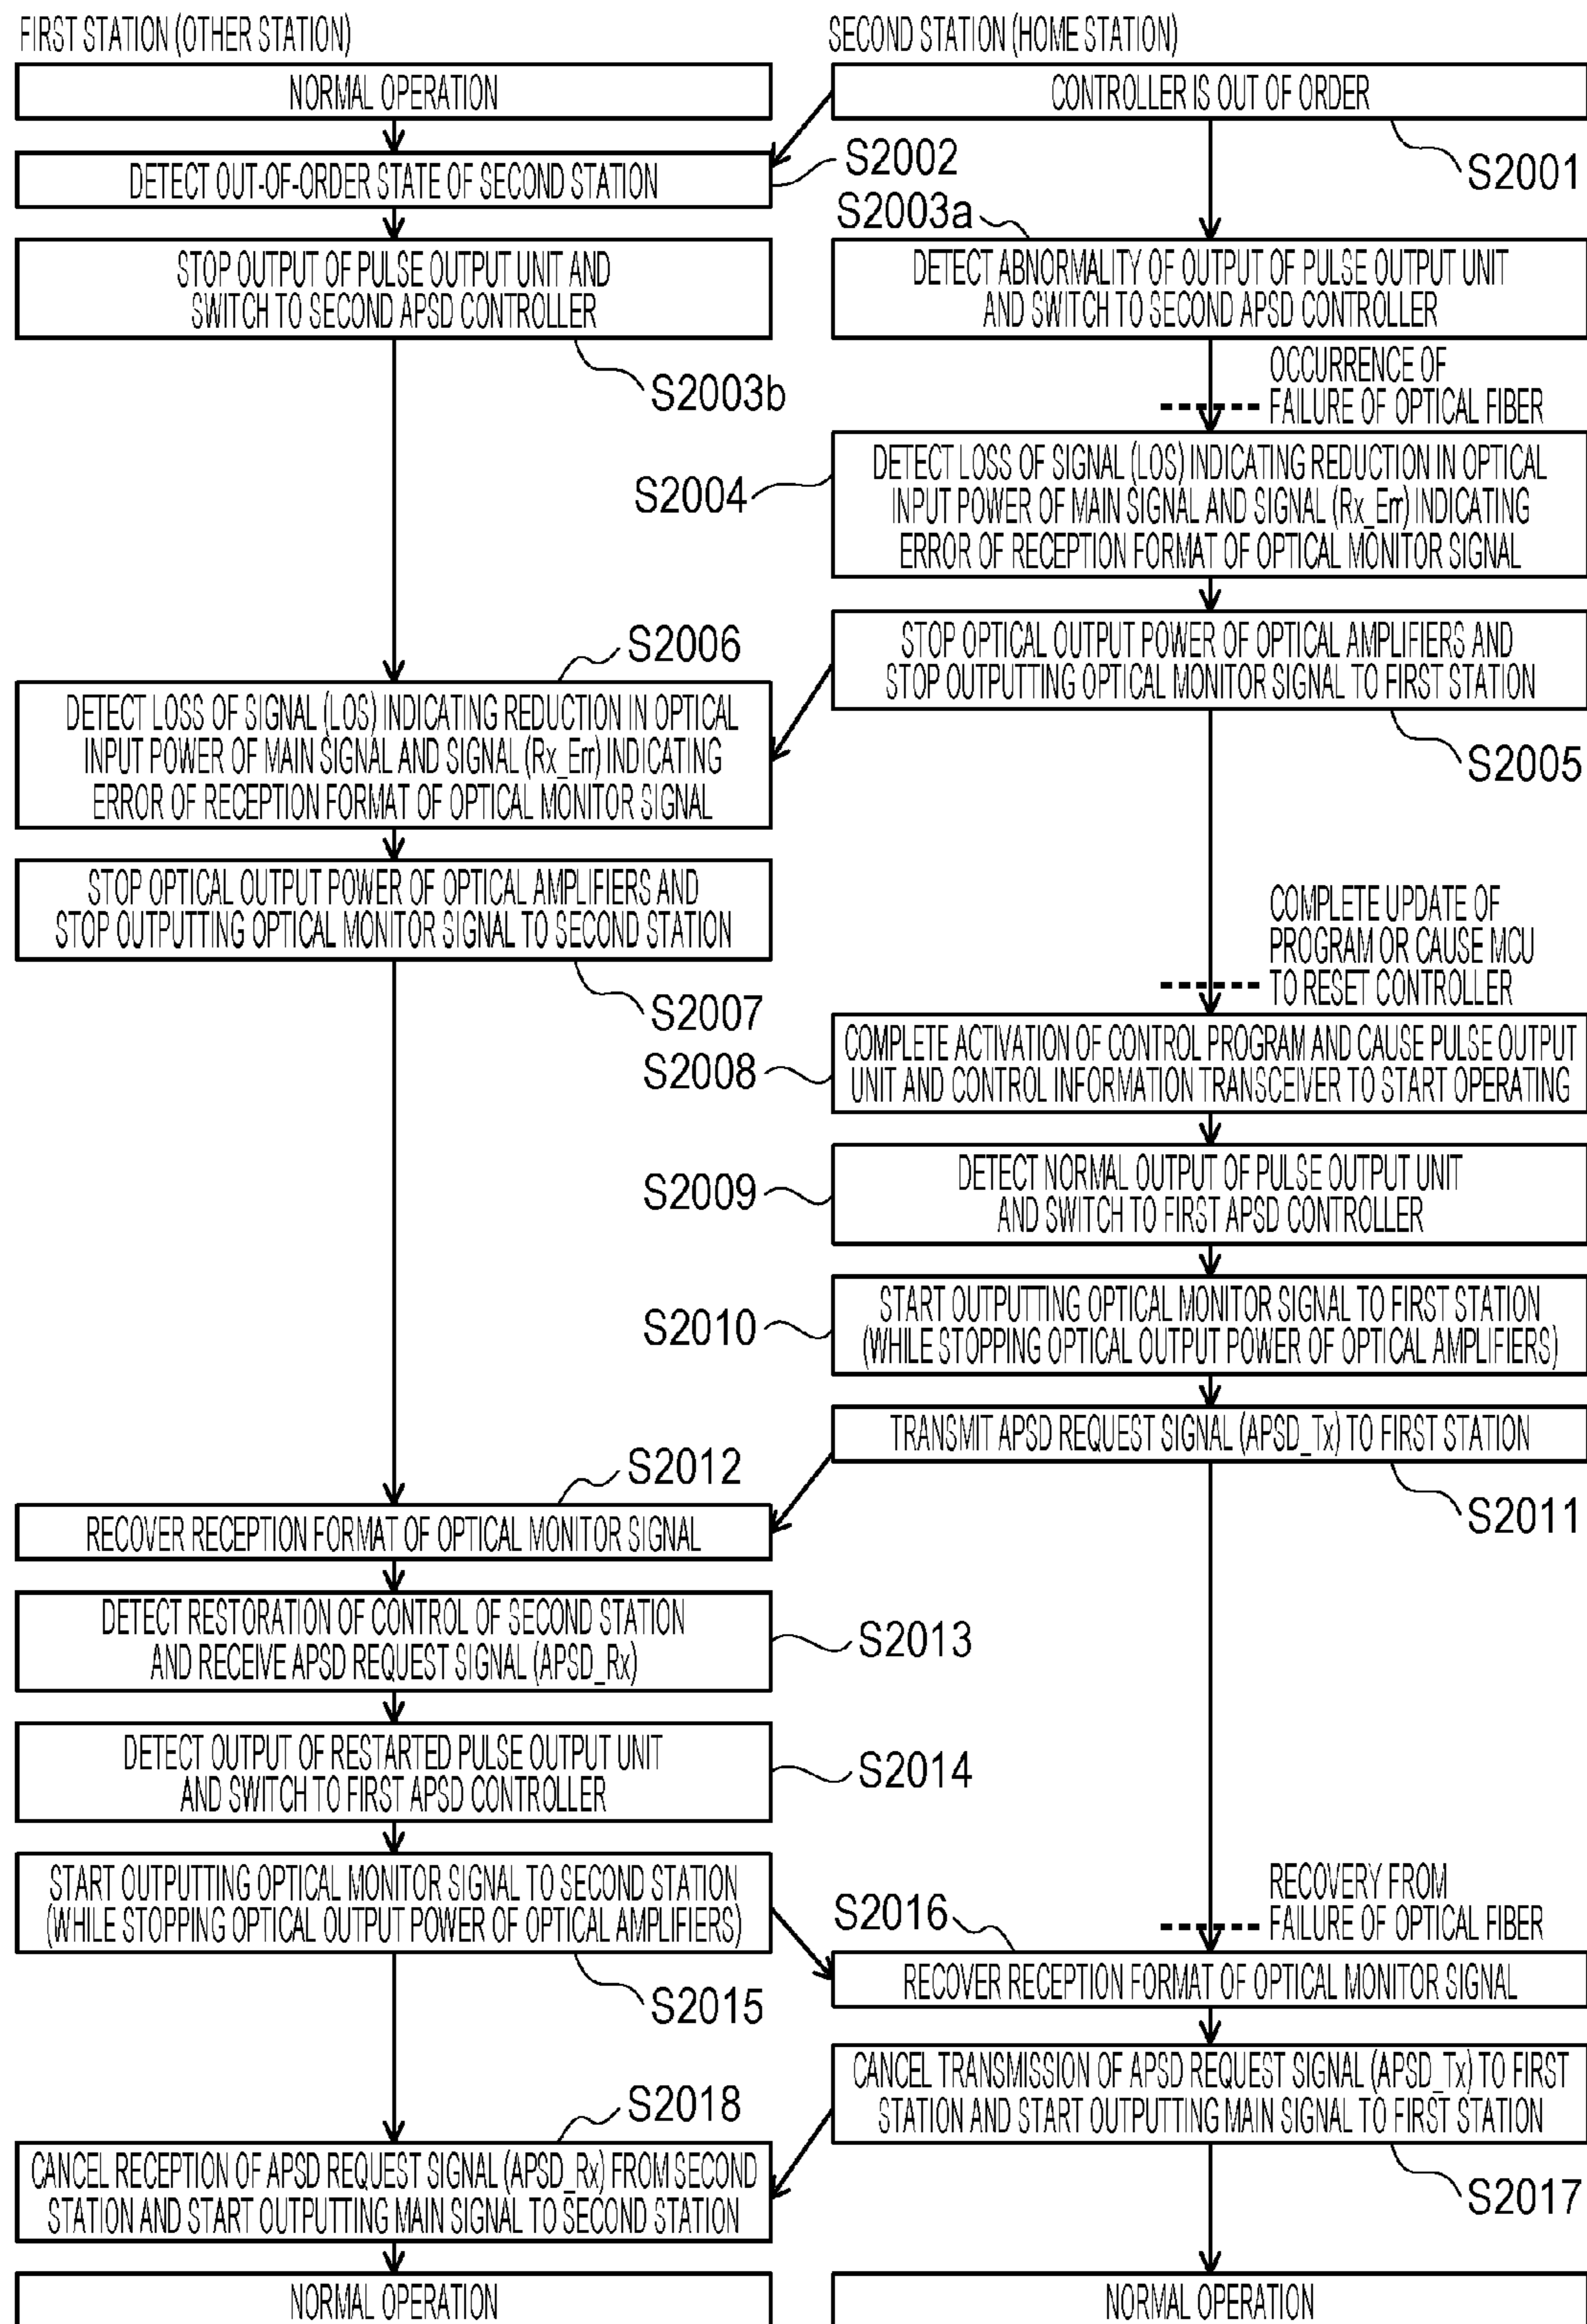 FIRST STATION (OTHER STATION)
SECOND STATION (HOME STATION)
NORMAL OPERATION
CONTROLLER IS OUT OF ORDER
S2001
DETECT OUT-OF-ORDER STATE OF SECOND STATION
S2002
S2003a
STOP OUTPUT OF PULSE OUTPUT UNIT AND
SWITCH TO SECOND APSD CONTROLLER
S2003b
DETECT ABNORMALITY OF OUTPUT OF PULSE OUTPUT UNIT
AND SWITCH TO SECOND APSD CONTROLLER
OCCURRENCE OF
FAILURE OF OPTICAL FIBER
S2004
DETECT LOSS OF SIGNAL (LOS) INDICATING REDUCTION IN OPTICAL
INPUT POWER OF MAIN SIGNAL AND SIGNAL (Rx_Err) INDICATING
ERROR OF RECEPTION FORMAT OF OPTICAL MONITOR SIGNAL
STOP OPTICAL OUTPUT POWER OF OPTICAL AMPLIFIERS AND
STOP OUTPUTTING OPTICAL MONITOR SIGNAL TO FIRST STATION
S2005
S2006
DETECT LOSS OF SIGNAL (LOS) INDICATING REDUCTION IN OPTICAL
INPUT POWER OF MAIN SIGNAL AND SIGNAL (Rx_Err) INDICATING
ERROR OF RECEPTION FORMAT OF OPTICAL MONITOR SIGNAL
STOP OPTICAL OUTPUT POWER OF OPTICAL AMPLIFIERS AND
STOP OUTPUTTING OPTICAL MONITOR SIGNAL TO SECOND STATION
S2007
COMPLETE UPDATE OF
PROGRAM OR CAUSE MCU
TO RESET CONTROLLER
S2008
COMPLETE ACTIVATION OF CONTROL PROGRAM AND CAUSE PULSE OUTPUT
UNIT AND CONTROL INFORMATION TRANSCEIVER TO START OPERATING
S2009
DETECT NORMAL OUTPUT OF PULSE OUTPUT UNIT
AND SWITCH TO FIRST APSD CONTROLLER
S2010
START OUTPUTTING OPTICAL MONITOR SIGNAL TO FIRST STATION
(WHILE STOPPING OPTICAL OUTPUT POWER OF OPTICAL AMPLIFIERS)
TRANSMIT APSD REQUEST SIGNAL (APSD_Tx) TO FIRST STATION
S2011
S2012
RECOVER RECEPTION FORMAT OF OPTICAL MONITOR SIGNAL
DETECT RESTORATION OF CONTROL OF SECOND STATION
AND RECEIVE APSD REQUEST SIGNAL (APSD_Rx)
S2013
DETECT OUTPUT OF RESTARTED PULSE OUTPUT UNIT
AND SWITCH TO FIRST APSD CONTROLLER
S2014
START OUTPUTTING OPTICAL MONITOR SIGNAL TO SECOND STATION
(WHILE STOPPING OPTICAL OUTPUT POWER OF OPTICAL AMPLIFIERS)
S2015
RECOVERY FROM
FAILURE OF OPTICAL FIBER
S2016
RECOVER RECEPTION FORMAT OF OPTICAL MONITOR SIGNAL
CANCEL TRANSMISSION OF APSD REQUEST SIGNAL (APSD_Tx) TO FIRST
STATION AND START OUTPUTTING MAIN SIGNAL TO FIRST STATION
S2017
S2018
CANCEL RECEPTION OF APSD REQUEST SIGNAL (APSD_Rx) FROM SECOND
STATION AND START OUTPUTTING MAIN SIGNAL TO SECOND STATION
NORMAL OPERATION
NORMAL OPERATION